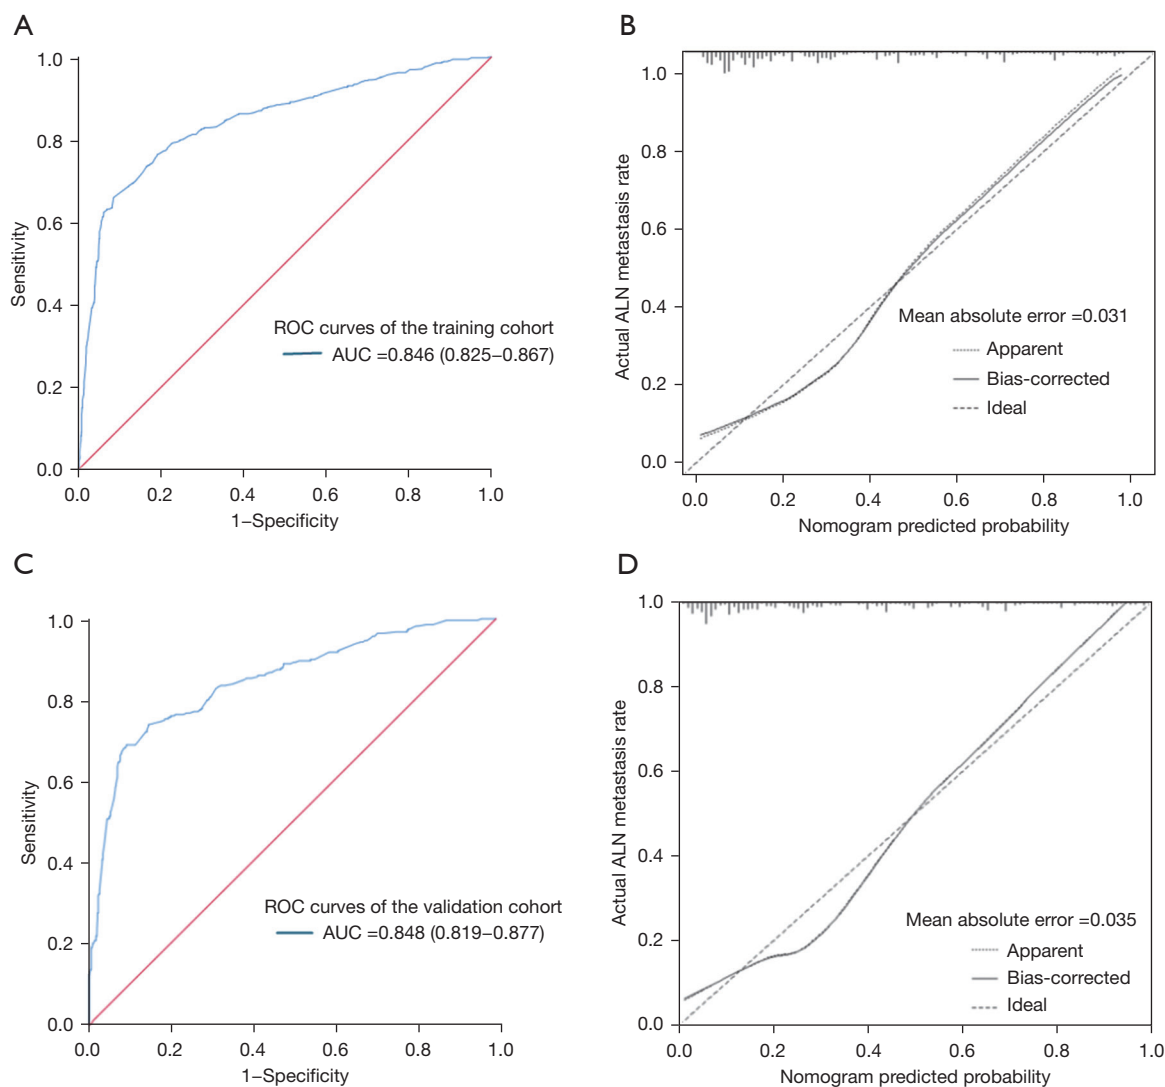 A
1.0
0.8
0.6
0.4
0.2
0.0
Sensitivity
ROC curves of the training cohort
AUC =0.846 (0.825–0.867)
0.0 0.2 0.4 0.6 0.8 1.0
1–Specificity
B
1.0
0.8
0.6
0.4
0.2
0.0
Actual ALN metastasis rate
Mean absolute error =0.031
Apparent
Bias-corrected
Ideal
0.0 0.2 0.4 0.6 0.8 1.0
Nomogram predicted probability
C
1.0
0.8
0.6
0.4
0.2
0.0
Sensitivity
ROC curves of the validation cohort
AUC =0.848 (0.819–0.877)
0.0 0.2 0.4 0.6 0.8 1.0
1–Specificity
D
1.0
0.8
0.6
0.4
0.2
0.0
Actual ALN metastasis rate
Mean absolute error =0.035
Apparent
Bias-corrected
Ideal
0.0 0.2 0.4 0.6 0.8 1.0
Nomogram predicted probability